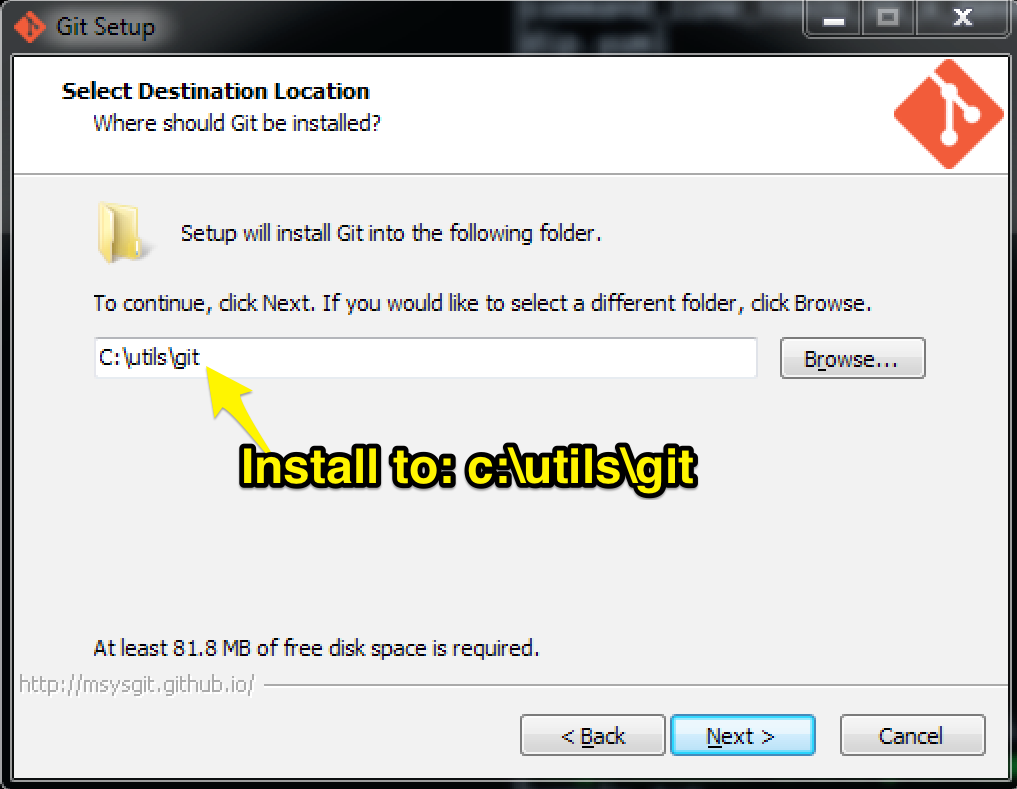 Git Setup
Select Destination Location
Where should Git be installed?
Setup will install Git into the following folder.
To continue, click Next. If you would like to select a different folder, click Browse.
C:\utils\git
Browse...
Install to: c:\utils\git
At least 81.8 MB of free disk space is required.
http://msysgit.github.io/
< Back
Next >
Cancel